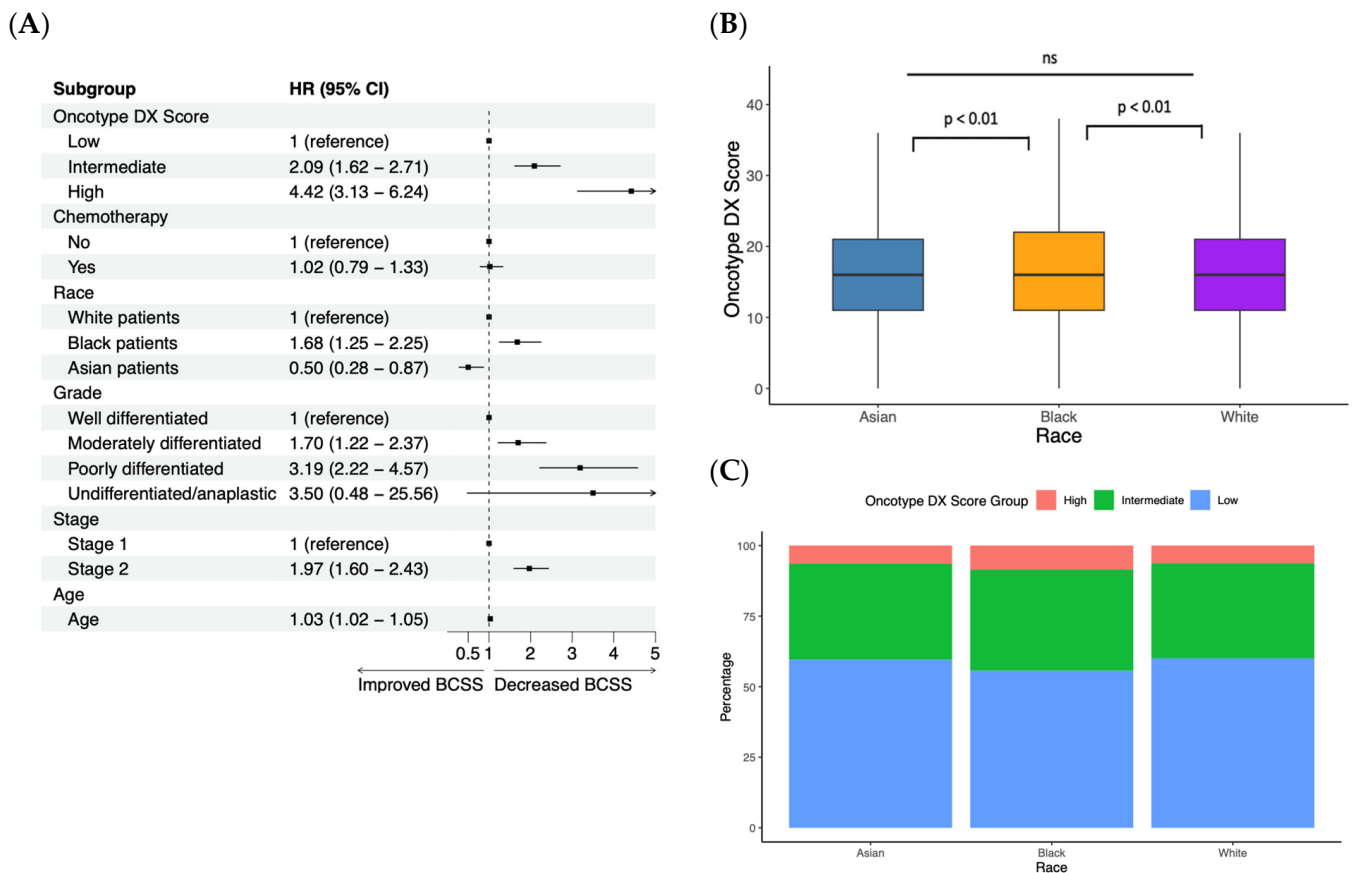 (A)
Subgroup HR (95% CI)
Oncotype DX Score
Low 1 (reference)
Intermediate 2.09 (1.62 – 2.71)
High 4.42 (3.13 – 6.24)
Chemotherapy
No 1 (reference)
Yes 1.02 (0.79 – 1.33)
Race
White patients 1 (reference)
Black patients 1.68 (1.25 – 2.25)
Asian patients 0.50 (0.28 – 0.87)
Grade
Well differentiated 1 (reference)
Moderately differentiated 1.70 (1.22 – 2.37)
Poorly differentiated 3.19 (2.22 – 4.57)
Undifferentiated/anaplastic 3.50 (0.48 – 25.56)
Stage
Stage 1 1 (reference)
Stage 2 1.97 (1.60 – 2.43)
Age
Age 1.03 (1.02 – 1.05)
0.5 1 2 3 4 5
Improved BCSS Decreased BCSS
(B)
ns
p < 0.01 p < 0.01
Oncotype DX Score
40
30
20
10
0
Asian Black White
Race
(C)
Oncotype DX Score Group High Intermediate Low
Percentage
100
75
50
25
0
Asian Black White
Race